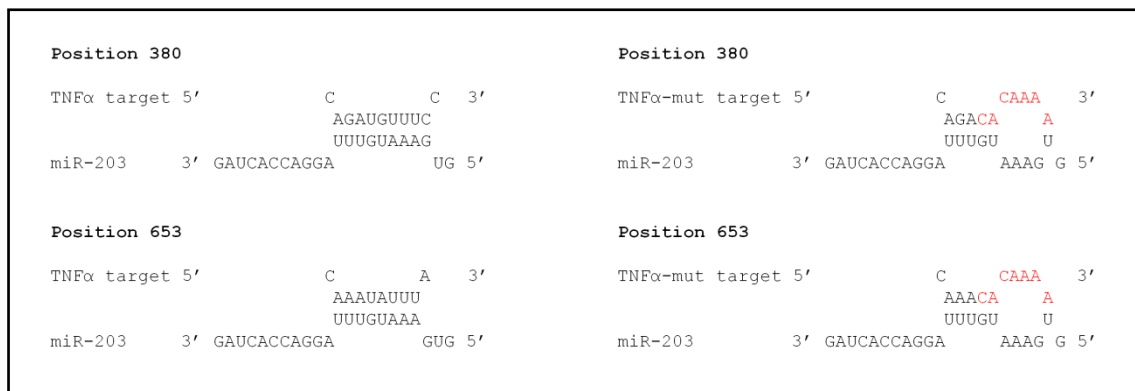 Position 380
TNFα target 5′ C C 3′
AGAUGUUUC
UUUGUAAAG
miR-203 3′ GAUCACCAGGA UG 5′
Position 653
TNFα target 5′ C A 3′
AAAUAUUU
UUUGUAAA
miR-203 3′ GAUCACCAGGA GUG 5′
Position 380
TNFα-mut target 5′ C CAAA 3′
AGACA A
UUUGU U
miR-203 3′ GAUCACCAGGA AAAG G 5′
Position 653
TNFα-mut target 5′ C CAAA 3′
AAACA A
UUUGU U
miR-203 3′ GAUCACCAGGA AAAG G 5′